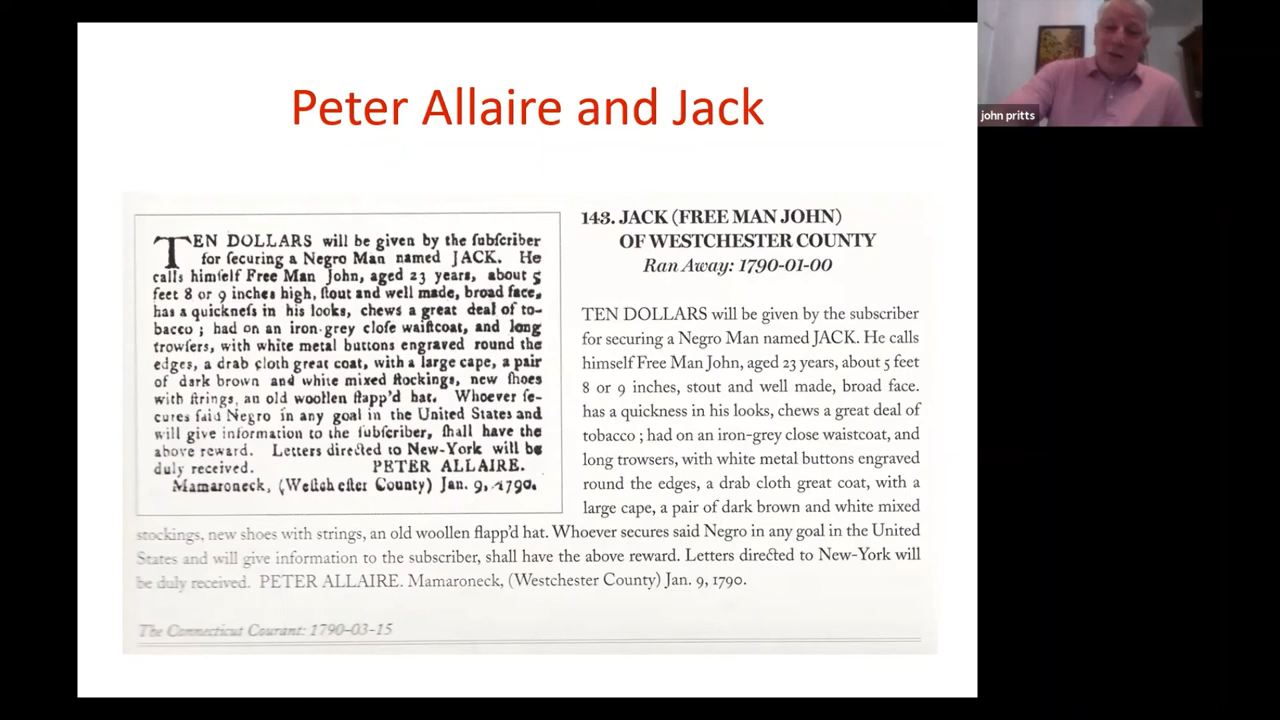 Peter Allaire and Jack
john pritts
TEN DOLLARS will be given by the ſubſcriber
for ſecuring a Negro Man named JACK. He
calls himſelf Free Man John, aged 23 years, about 5
feet 8 or 9 inches high, ſtout and well made, broad face,
has a quickneſs in his looks, chews a great deal of to-
bacco ; had on an iron-grey cloſe waiſtcoat, and long
trowſers, with white metal buttons engraved round the
edges, a drab cloth great coat, with a large cape, a pair
of dark brown and white mixed ſtockings, new ſhoes
with ſtrings, an old woollen flapp'd hat. Whoever ſe-
cures ſaid Negro in any goal in the United States and
will give information to the ſubſcriber, ſhall have the
above reward. Letters directed to New-York will be
duly received. PETER ALLAIRE.
Mamaroneck, (Weſtcheſter County) Jan. 9, 1790.
143. JACK (FREE MAN JOHN)
OF WESTCHESTER COUNTY
Ran Away: 1790-01-00
TEN DOLLARS will be given by the subscriber
for securing a Negro Man named JACK. He calls
himself Free Man John, aged 23 years, about 5 feet
8 or 9 inches, stout and well made, broad face.
has a quickness in his looks, chews a great deal of
tobacco ; had on an iron-grey close waistcoat, and
long trowsers, with white metal buttons engraved
round the edges, a drab cloth great coat, with a
large cape, a pair of dark brown and white mixed
stockings, new shoes with strings, an old woollen flapp'd hat. Whoever secures said Negro in any goal in the United
States and will give information to the subscriber, shall have the above reward. Letters directed to New-York will
be duly received. PETER ALLAIRE. Mamaroneck, (Westchester County) Jan. 9, 1790.
The Connecticut Courant: 1790-03-15